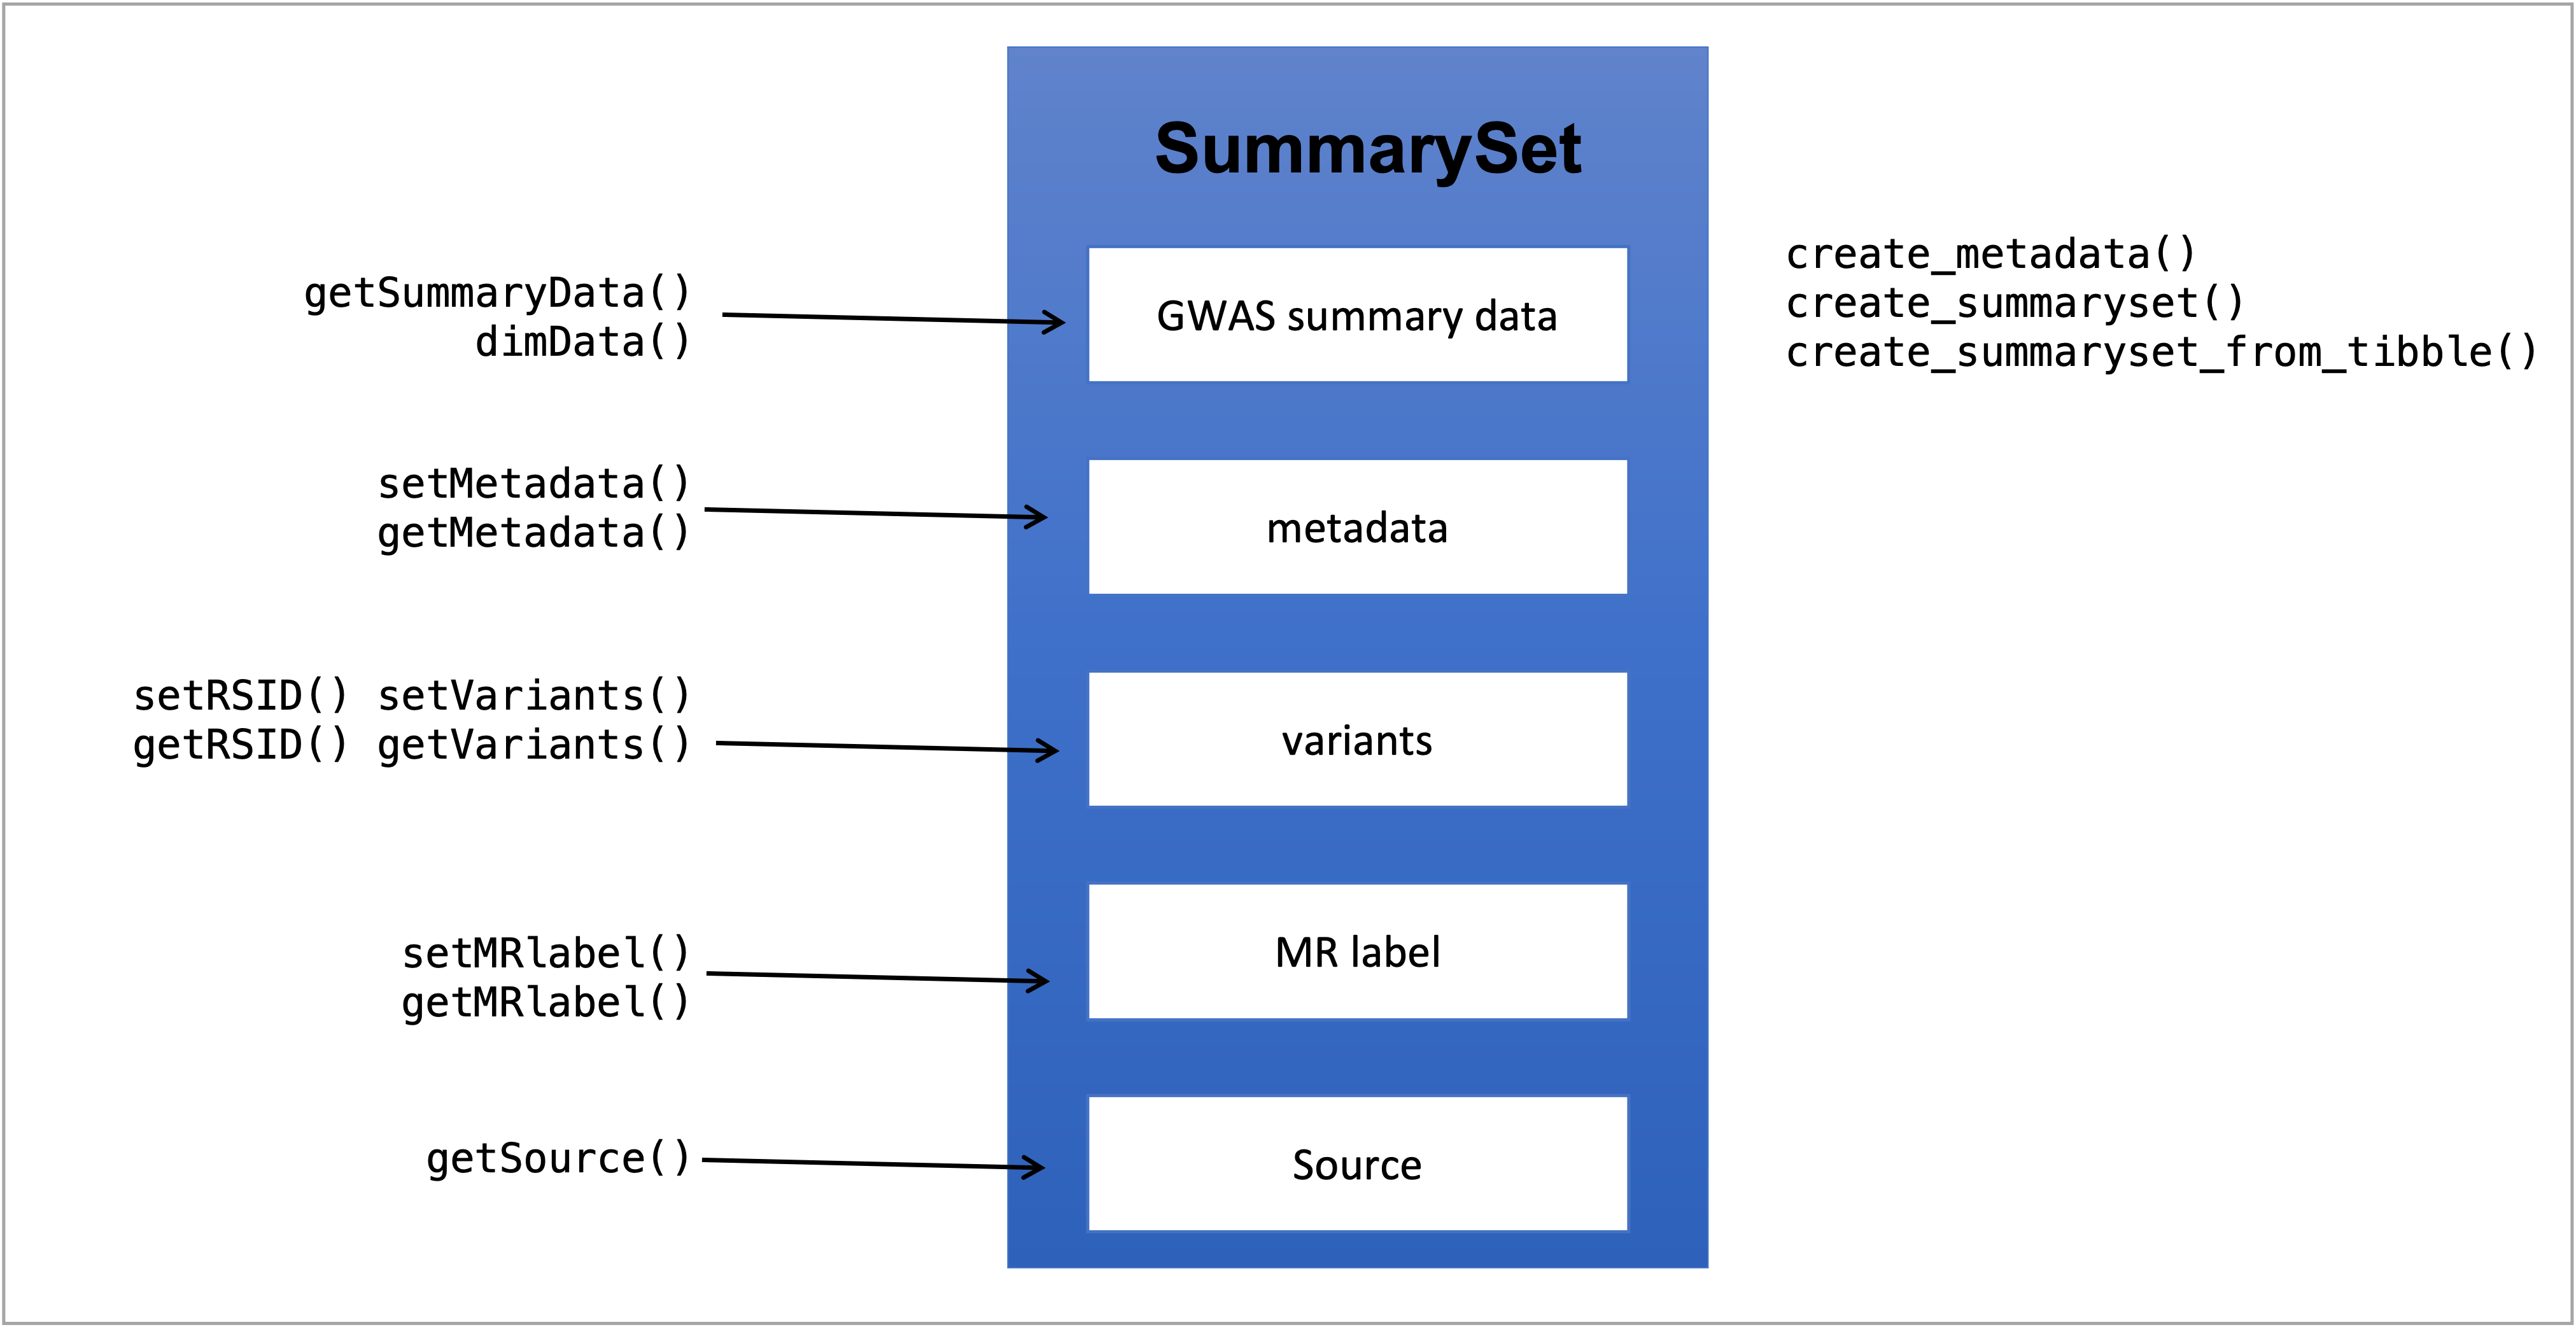 SummarySet
getSummaryData()
dimData()
GWAS summary data
create_metadata()
create_summaryset()
create_summaryset_from_tibble()
setMetadata()
getMetadata()
metadata
setRSID() setVariants()
getRSID() getVariants()
variants
setMRlabel()
getMRlabel()
MR label
getSource()
Source